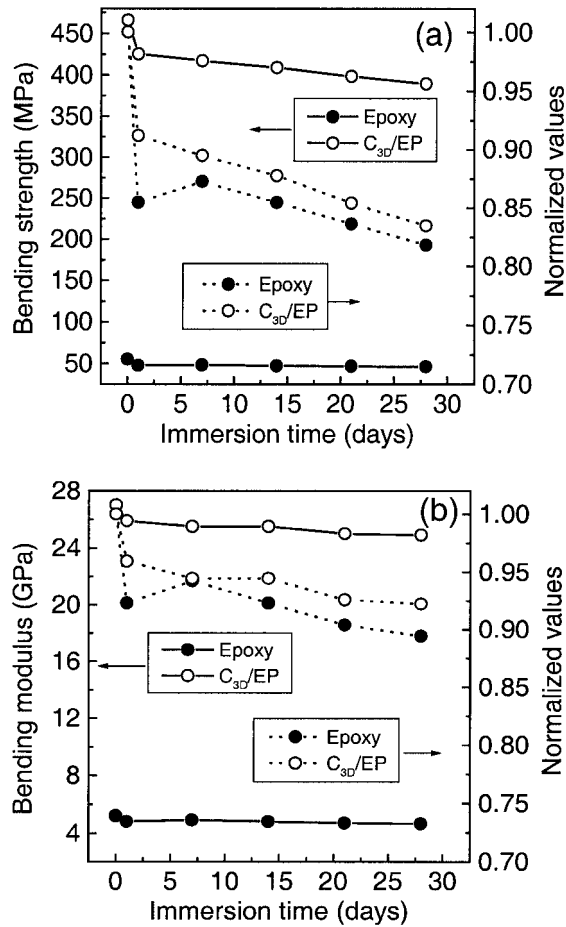 (a)
Bending strength (MPa)
450
400
350
300
250
200
150
100
50
Epoxy
C3D/EP
Epoxy
C3D/EP
1.00
0.95
0.90
0.85
0.80
0.75
0.70
Normalized values
0 5 10 15 20 25 30
Immersion time (days)
(b)
Bending modulus (GPa)
28
26
20
16
12
8
4
Epoxy
C3D/EP
Epoxy
C3D/EP
1.00
0.95
0.90
0.85
0.80
0.75
0.70
Normalized values
0 5 10 15 20 25 30
Immersion time (days)